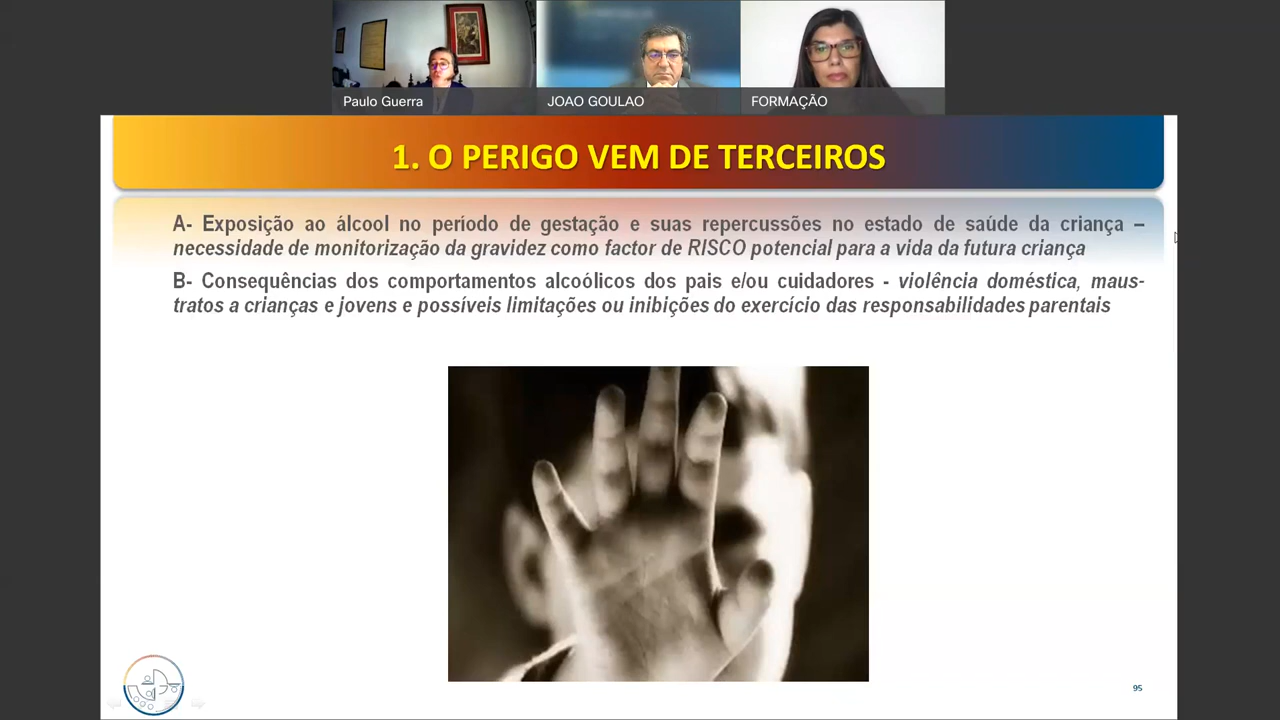 Paulo Guerra
JOAO GOULAO
FORMAÇÃO
1. O PERIGO VEM DE TERCEIROS
A- Exposição ao álcool no período de gestação e suas repercussões no estado de saúde da criança –
necessidade de monitorização da gravidez como factor de RISCO potencial para a vida da futura criança
B- Consequências dos comportamentos alcoólicos dos pais e/ou cuidadores - violência doméstica, maus-
tratos a crianças e jovens e possíveis limitações ou inibições do exercício das responsabilidades parentais
95